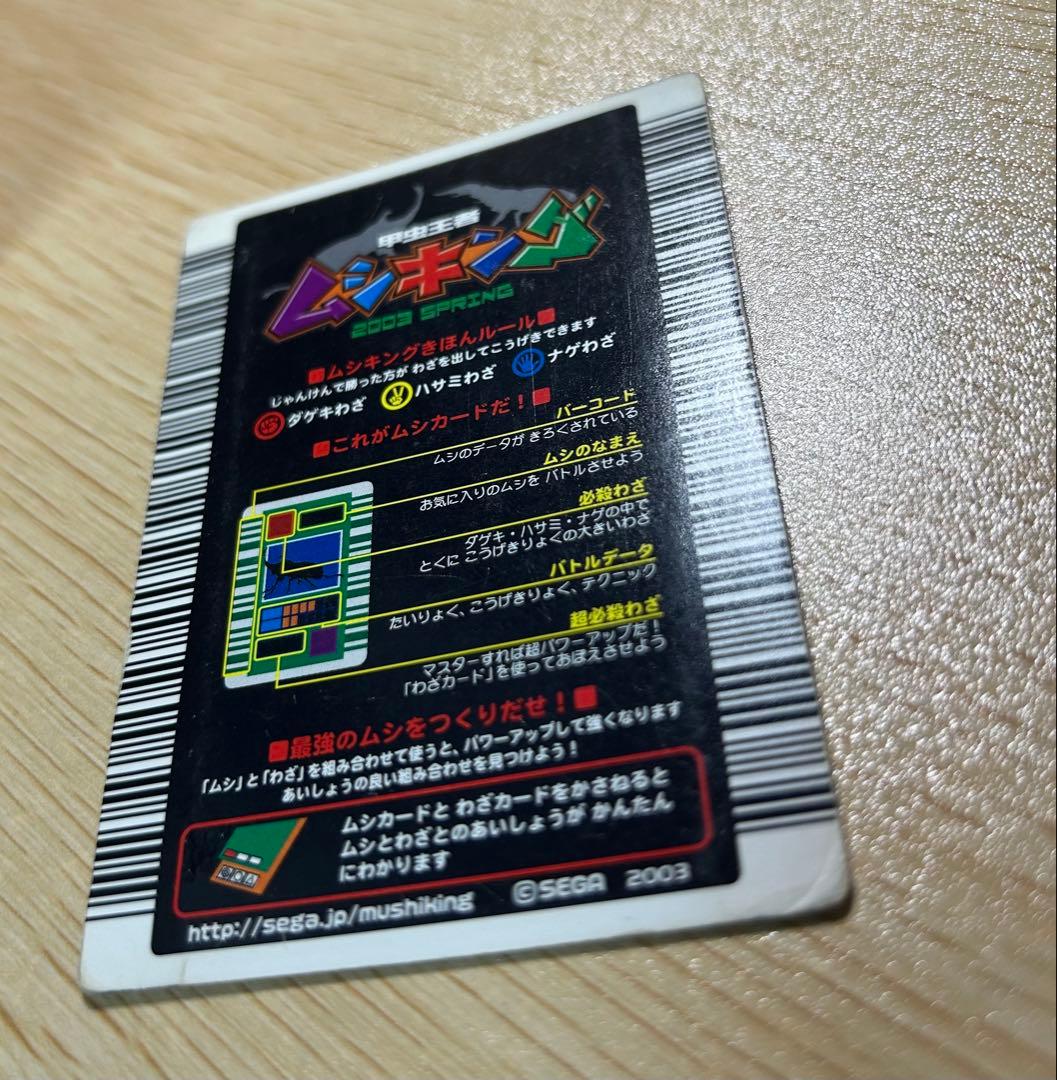 甲虫王者
ムシキング
2003 SPRING
ムシキングきほんルール
じゃんけんで勝った方が わざを出してこうげきできます
ダゲキわざ ハサミわざ ナゲわざ
これがムシカードだ！
バーコード
ムシのデータが きろくされている
ムシのなまえ
お気に入りのムシを バトルさせよう
必殺わざ
ダゲキ・ハサミ・ナゲの中で
とくに こうげきりょくの大きいわざ
バトルデータ
たいりょく、こうげきりょく、テクニック
超必殺わざ
マスターすれば超パワーアップだ！
「わざカード」を使っておぼえさせよう
最強のムシをつくりだせ！
「ムシ」と「わざ」を組み合わせて使うと、パワーアップして強くなります
あいしょうの良い組み合わせを見つけよう！
ムシカードと わざカードをかさねると
ムシとわざとのあいしょうが かんたん
にわかります
http://sega.jp/mushiking ©SEGA 2003